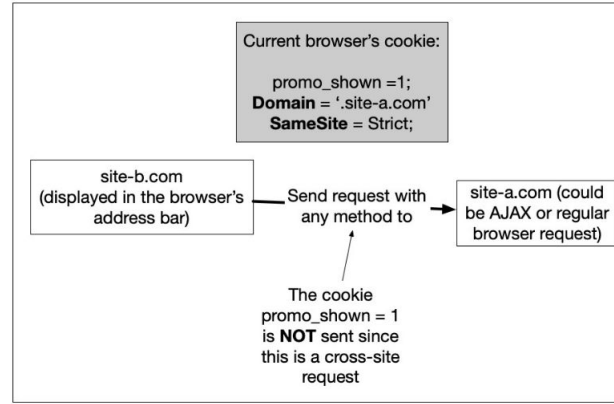 Current browser's cookie:
promo_shown =1;
Domain = ‘.site-a.com’
SameSite = Strict;
site-b.com
(displayed in the browser's
address bar)
Send request with
any method to
site-a.com (could
be AJAX or regular
browser request)
The cookie
promo_shown = 1
is NOT sent since
this is a cross-site
request